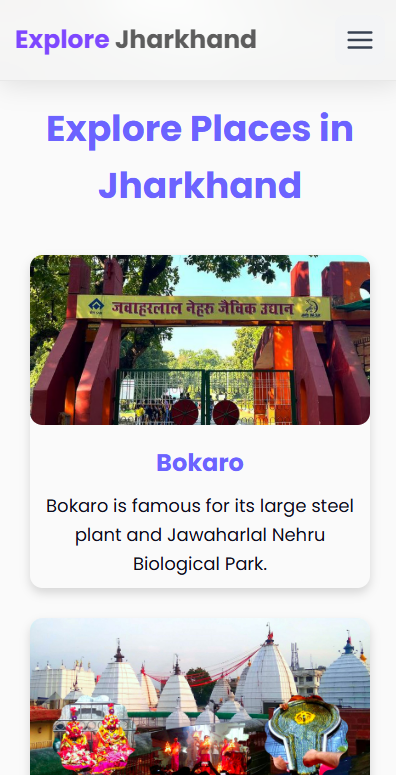 Explore Jharkhand
Explore Places in
Jharkhand
जवाहरलाल नेहरु जैविक उद्यान
Bokaro
Bokaro is famous for its large steel
plant and Jawaharlal Nehru
Biological Park.